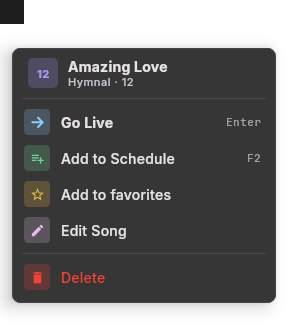 12
Amazing Love
Hymnal · 12
Go Live Enter
Add to Schedule F2
Add to favorites
Edit Song
Delete